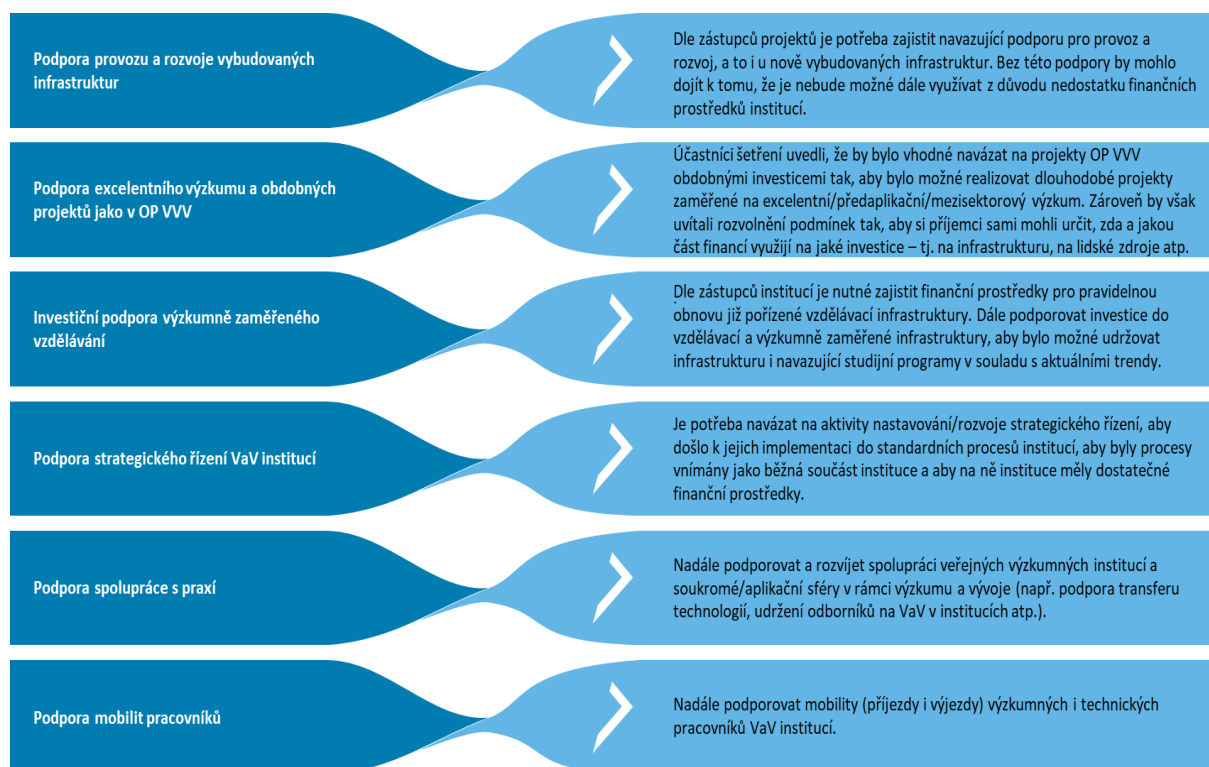 Podpora provozu a rozvoje vybudovaných
infrastruktur
Dle zástupců projektů je potřeba zajistit navazující podporu pro provoz a
rozvoj, a to i u nově vybudovaných infrastruktur. Bez této podpory by mohlo
dojít k tomu, že je nebude možné dále využívat z důvodu nedostatku finančních
prostředků institucí.
Podpora excelentního výzkumu a obdobných
projektů jako v OP VVV
Účastníci šetření uvedli, že by bylo vhodné navázat na projekty OP VVV
obdobnými investicemi tak, aby bylo možné realizovat dlouhodobé projekty
zaměřené na excelentní/předaplikační/mezisektorový výzkum. Zároveň by však
uvítali rozvolnění podmínek tak, aby si příjemci sami mohli určit, zda a jakou
část financí využijí na jaké investice – tj. na infrastrukturu, na lidské zdroje atp.
Investiční podpora výzkumně zaměřeného
vzdělávání
Dle zástupců institucí je nutné zajistit finanční prostředky pro pravidelnou
obnovu již pořízené vzdělávací infrastruktury. Dále podporovat investice do
vzdělávací a výzkumně zaměřené infrastruktury, aby bylo možné udržovat
infrastrukturu i navazující studijní programy v souladu s aktuálními trendy.
Podpora strategického řízení VaV institucí
Je potřeba navázat na aktivity nastavování/rozvoje strategického řízení, aby
došlo k jejich implementaci do standardních procesů institucí, aby byly procesy
vnímány jako běžná součást instituce a aby na ně instituce měly dostatečné
finanční prostředky.
Podpora spolupráce s praxí
Nadále podporovat a rozvíjet spolupráci veřejných výzkumných institucí a
soukromé/aplikační sféry v rámci výzkumu a vývoje (např. podpora transferu
technologií, udržení odborníků na VaV v institucích atp.).
Podpora mobilit pracovníků
Nadále podporovat mobility (příjezdy i výjezdy) výzkumných i technických
pracovníků VaV institucí.